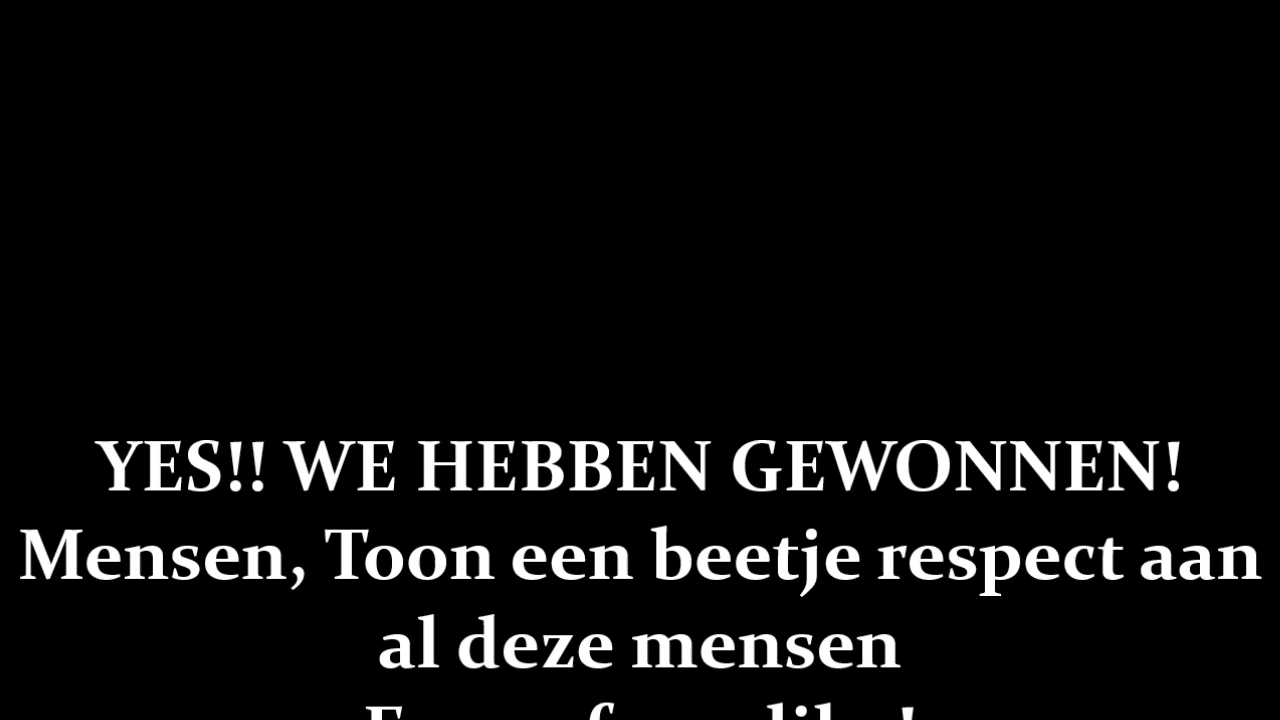 YES!! WE HEBBEN GEWONNEN!
Mensen, Toon een beetje respect aan
al deze mensen